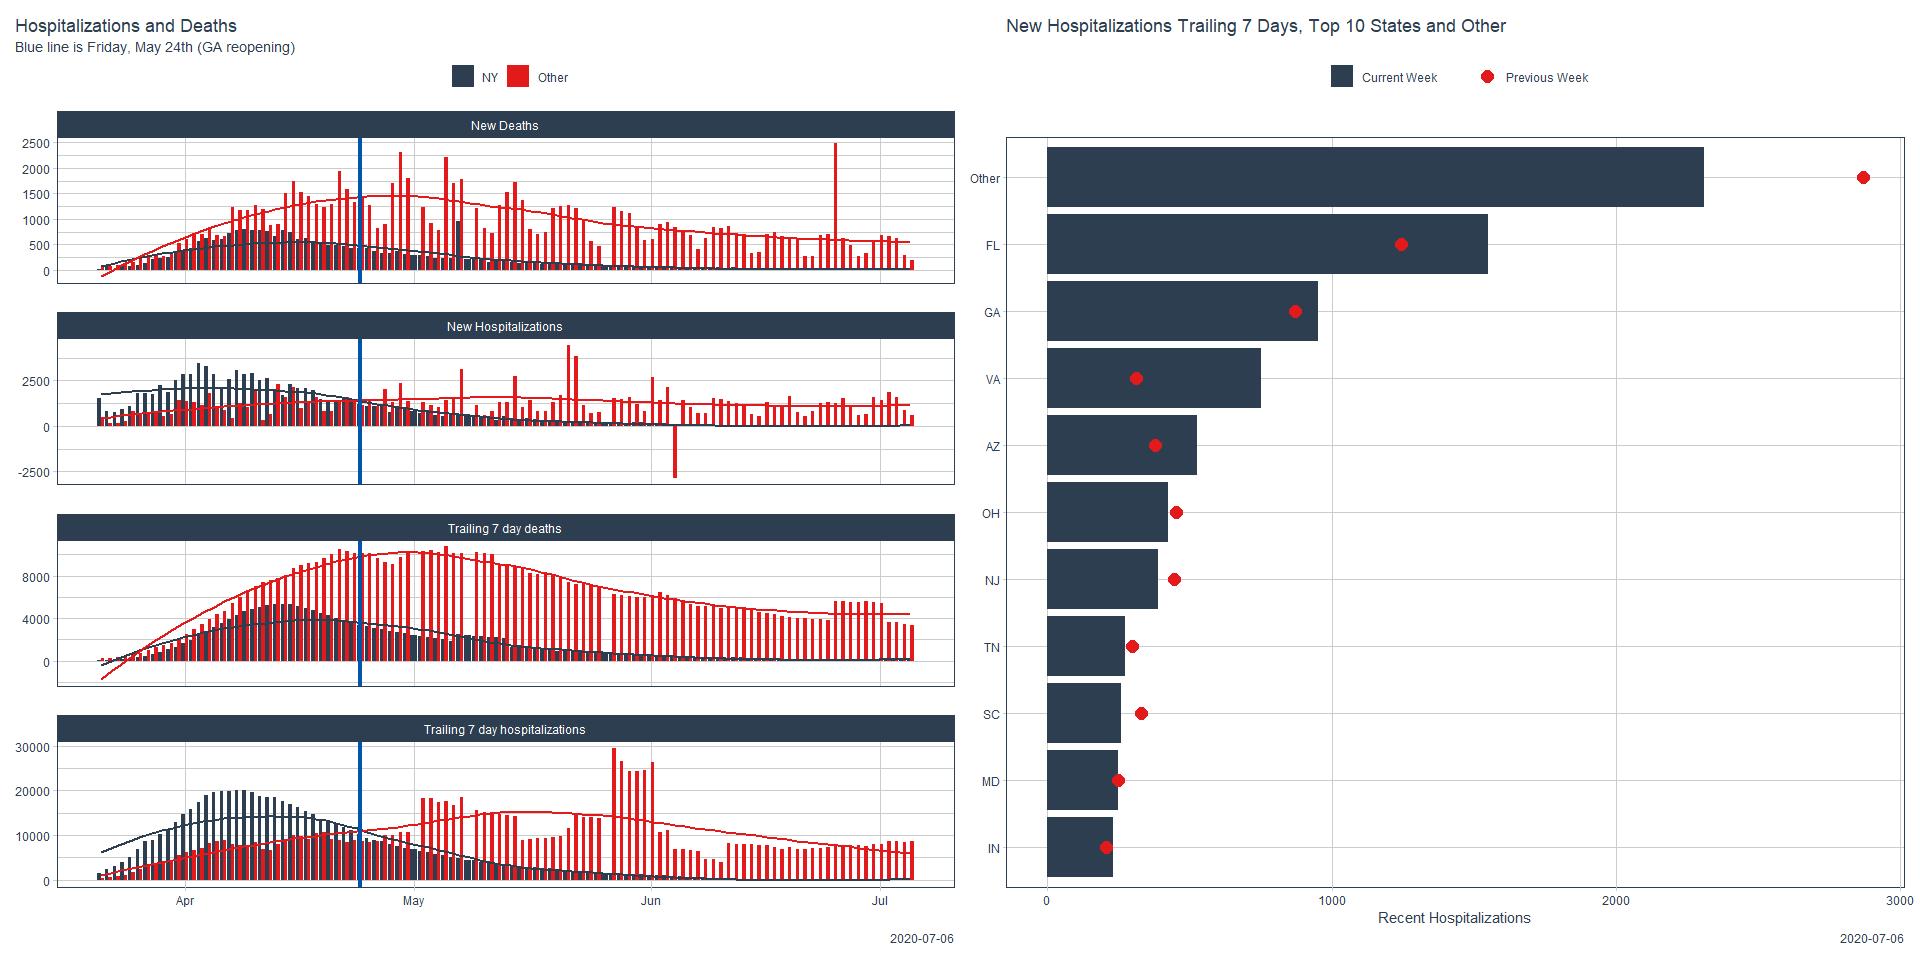 Hospitalizations and Deaths
Blue line is Friday, May 24th (GA reopening)
NY
Other
New Deaths
2500
2000
1500
1000
500
0
New Hospitalizations
2500
0
-2500
Trailing 7 day deaths
8000
4000
0
Trailing 7 day hospitalizations
30000
20000
10000
0
Apr
May
Jun
Jul
2020-07-06
New Hospitalizations Trailing 7 Days, Top 10 States and Other
Current Week
Previous Week
Other
FL
GA
VA
AZ
OH
NJ
TN
SC
MD
IN
0
1000
2000
3000
Recent Hospitalizations
2020-07-06